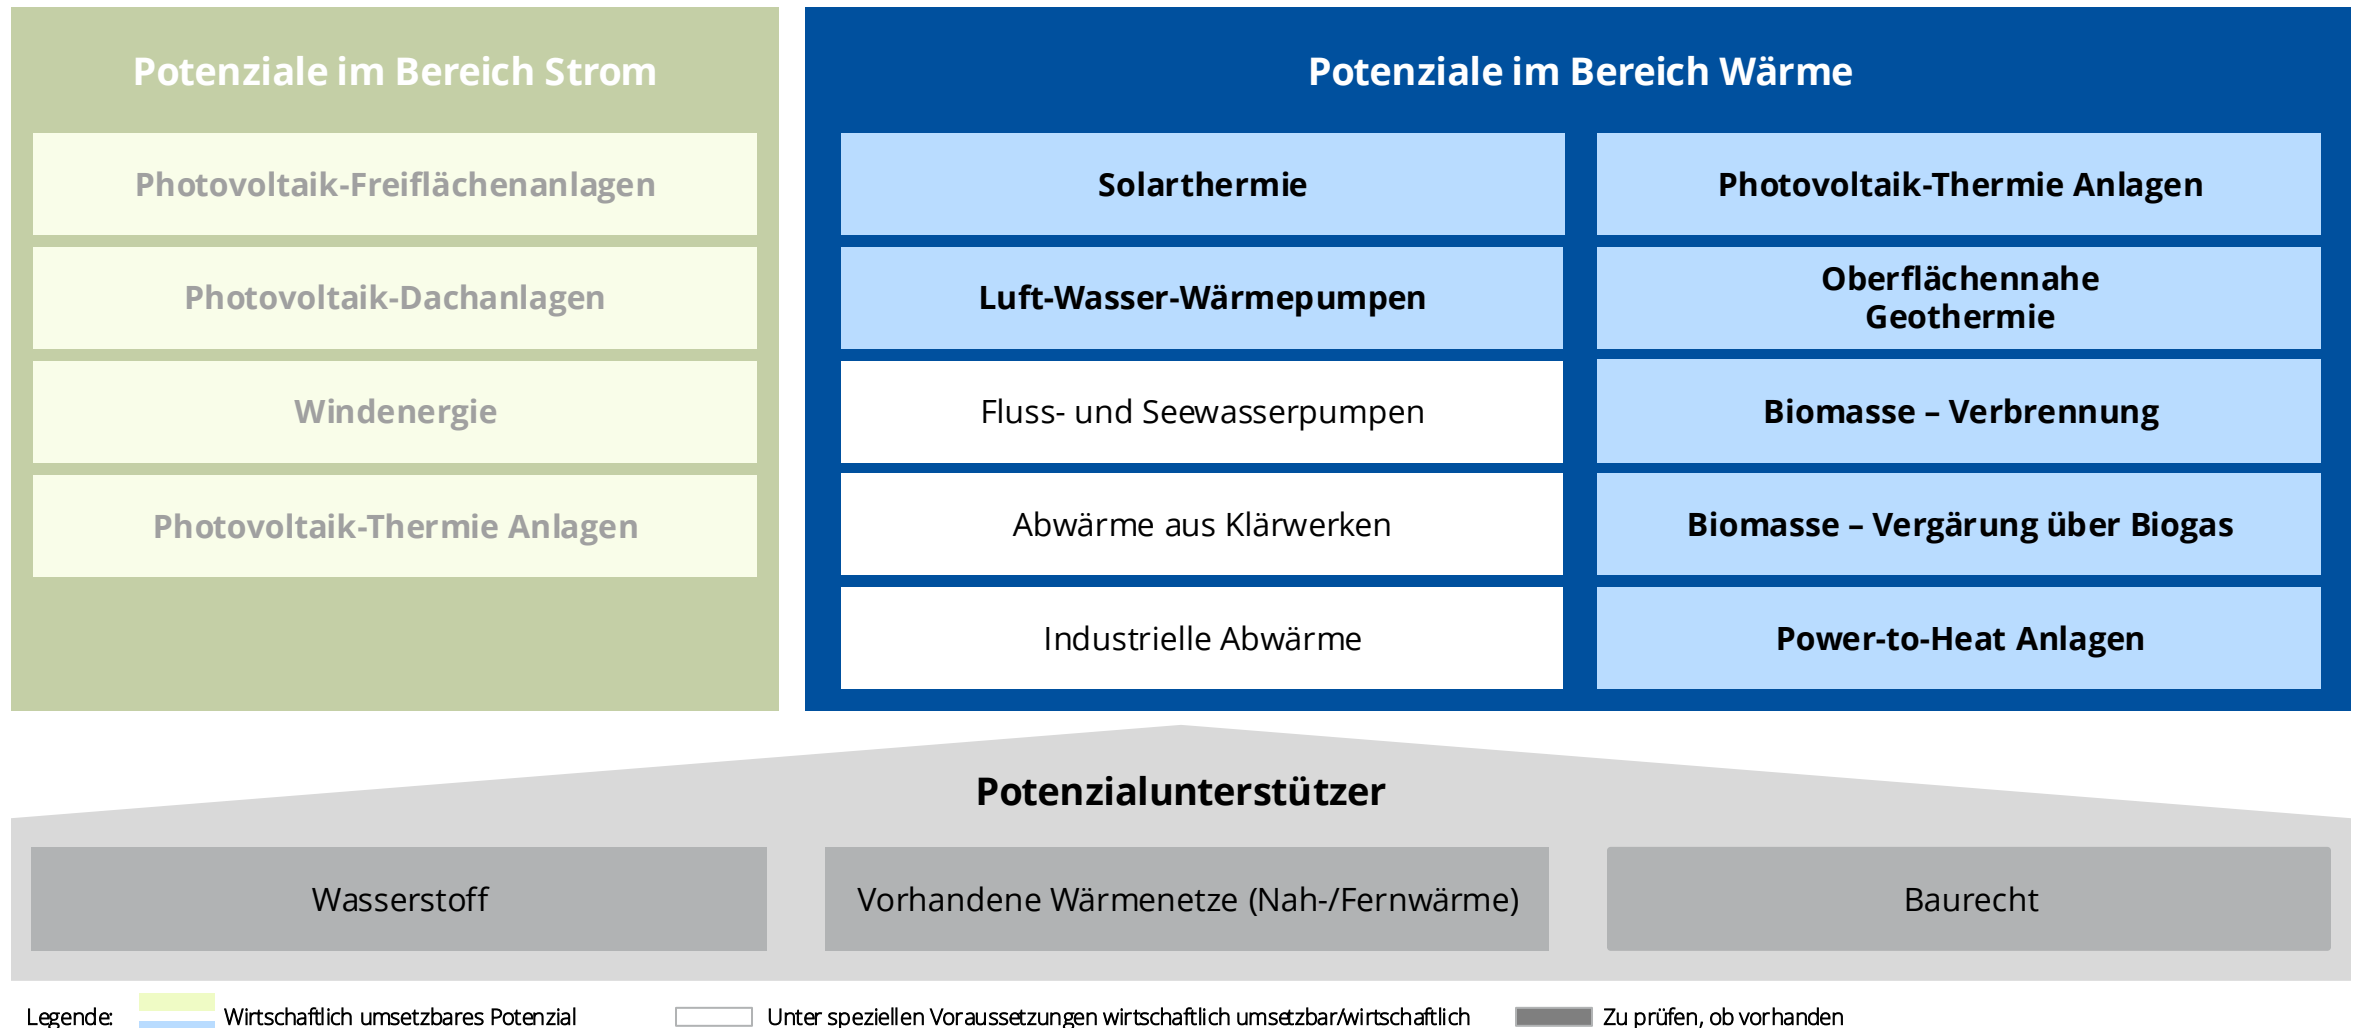 Potenziale im Bereich Strom
Photovoltaik-Freiflächenanlagen
Photovoltaik-Dachanlagen
Windenergie
Photovoltaik-Thermie Anlagen
Potenziale im Bereich Wärme
Solarthermie
Luft-Wasser-Wärmepumpen
Fluss- und Seewasserpumpen
Abwärme aus Klärwerken
Industrielle Abwärme
Photovoltaik-Thermie Anlagen
Oberflächennahe
Geothermie
Biomasse – Verbrennung
Biomasse – Vergärung über Biogas
Power-to-Heat Anlagen
Potenzialunterstützer
Wasserstoff
Vorhandene Wärmenetze (Nah-/Fernwärme)
Baurecht
Legende: Wirtschaftlich umsetzbares Potenzial Unter speziellen Voraussetzungen wirtschaftlich umsetzbar/wirtschaftlich Zu prüfen, ob vorhanden